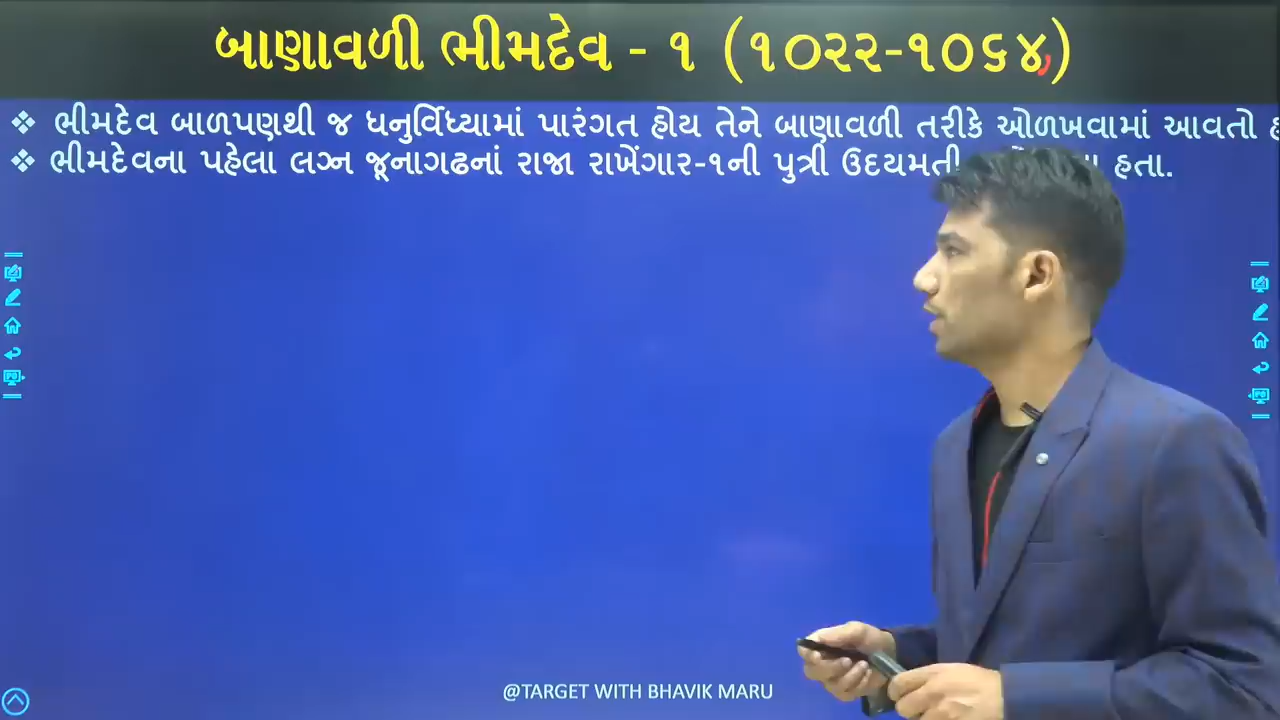 બાણાવળી ભીમદેવ - ૧ (૧૦૨૨-૧૦૬૪)
❖ ભીમદેવ બાળપણથી જ ધનુર્વિધ્યામાં પારંગત હોય તેને બાણાવળી તરીકે ઓળખવામાં આવતો
❖ ભીમદેવના પહેલા લગ્ન જૂનાગઢનાં રાજા રાખેંગાર-૧ની પુત્રી ઉદયમતી હતા.
@TARGET WITH BHAVIK MARU